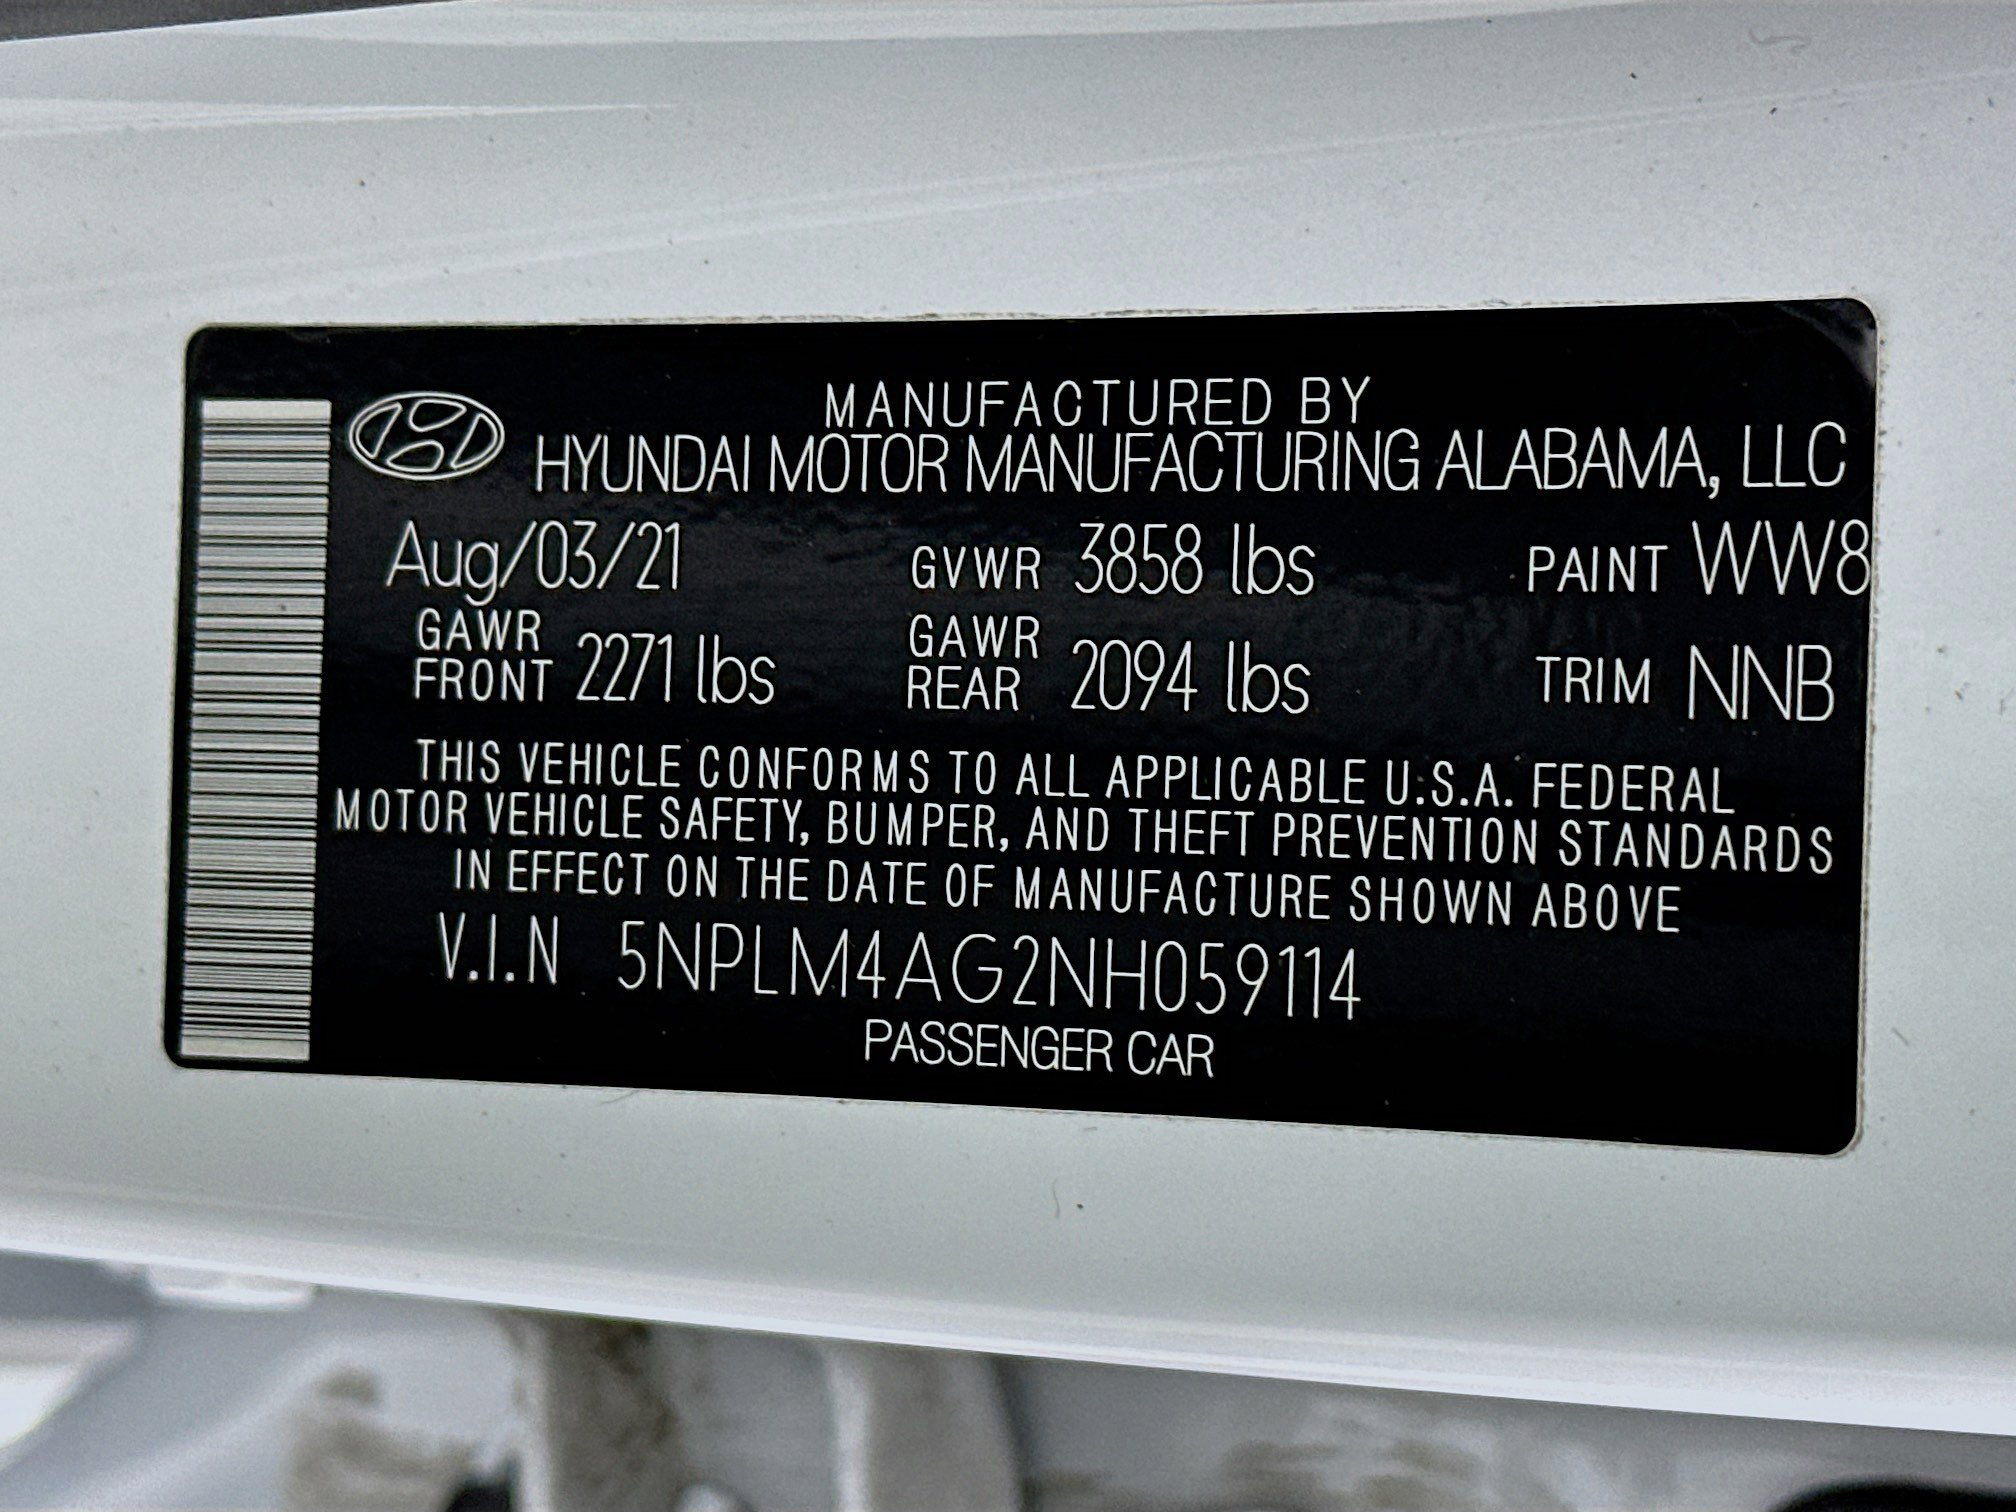 MANUFACTURED BY
HYUNDAI MOTOR MANUFACTURING ALABAMA, LLC
Aug/03/21 GVWR 3858 lbs PAINT WW8
GAWR FRONT 2271 lbs GAWR REAR 2094 lbs TRIM NNB
THIS VEHICLE CONFORMS TO ALL APPLICABLE U.S.A. FEDERAL
MOTOR VEHICLE SAFETY, BUMPER, AND THEFT PREVENTION STANDARDS
IN EFFECT ON THE DATE OF MANUFACTURE SHOWN ABOVE
V.I.N 5NPLM4AG2NH059114
PASSENGER CAR